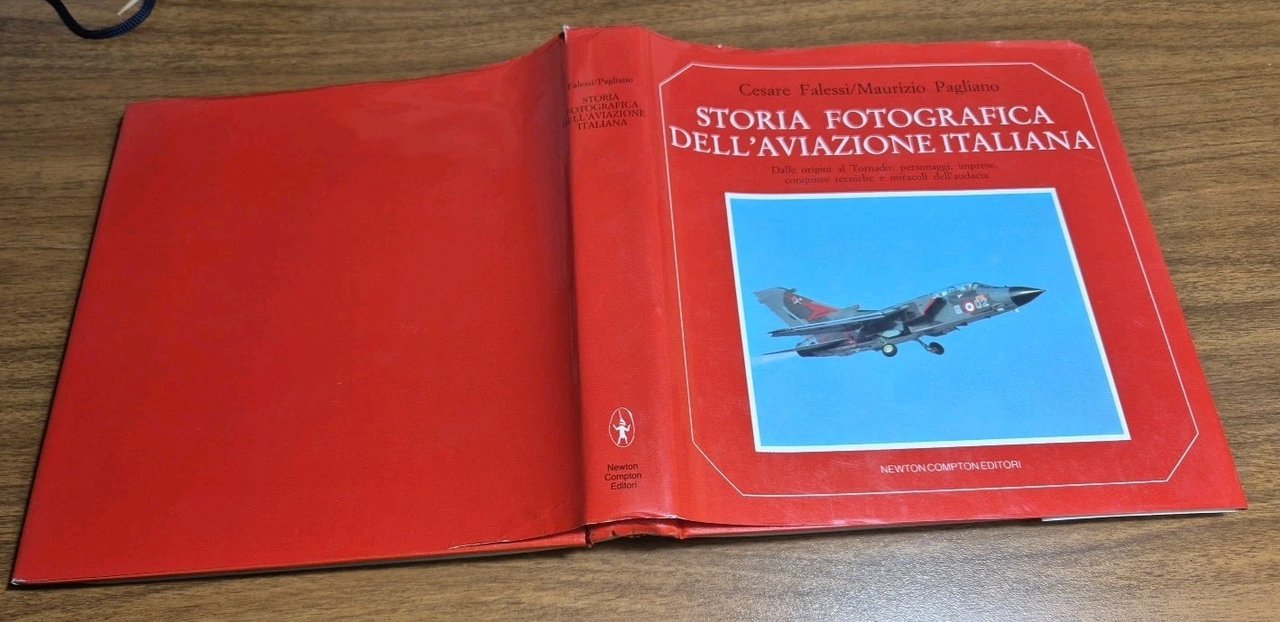 Falessi/Pagliano
STORIA
FOTOGRAFICA
DELL'AVIAZIONE
ITALIANA
Newton
Compton
Editori
Cesare Falessi/Maurizio Pagliano
STORIA FOTOGRAFICA
DELL'AVIAZIONE ITALIANA
Dalle origini al Tornado: personaggi, imprese,
conquiste tecniche e miracoli dell'audacia
02
NEWTON COMPTON EDITORI